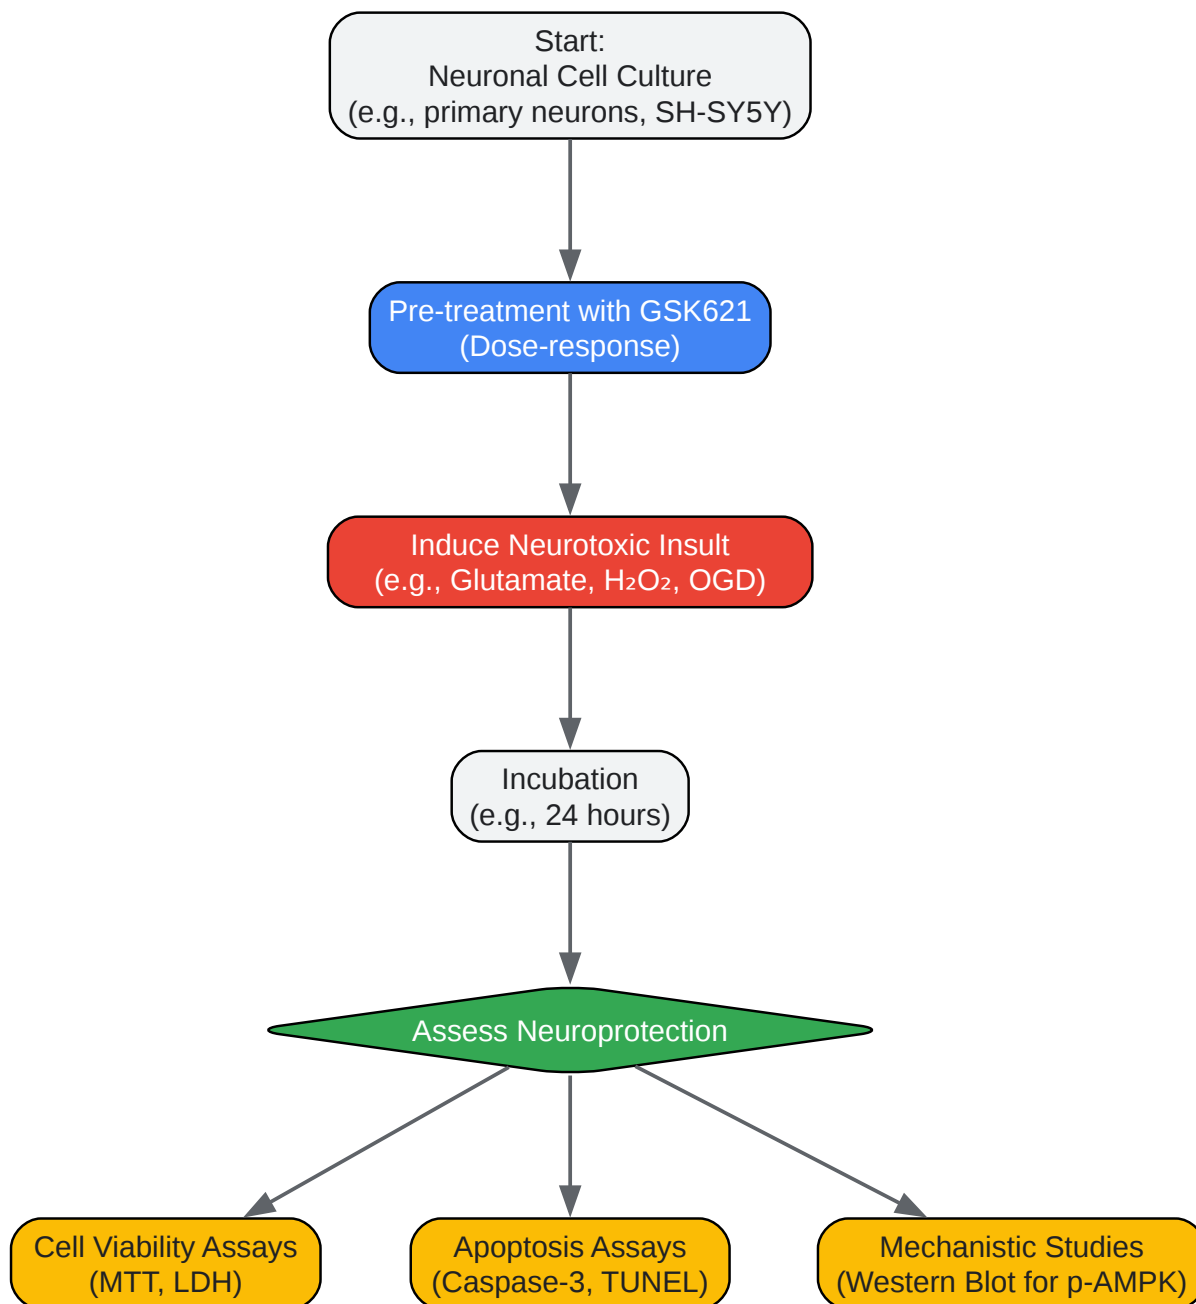 Start:
Neuronal Cell Culture
(e.g., primary neurons, SH-SY5Y)
Pre-treatment with GSK621
(Dose-response)
Induce Neurotoxic Insult
(e.g., Glutamate, H₂O₂, OGD)
Incubation
(e.g., 24 hours)
Assess Neuroprotection
Cell Viability Assays
(MTT, LDH)
Apoptosis Assays
(Caspase-3, TUNEL)
Mechanistic Studies
(Western Blot for p-AMPK)